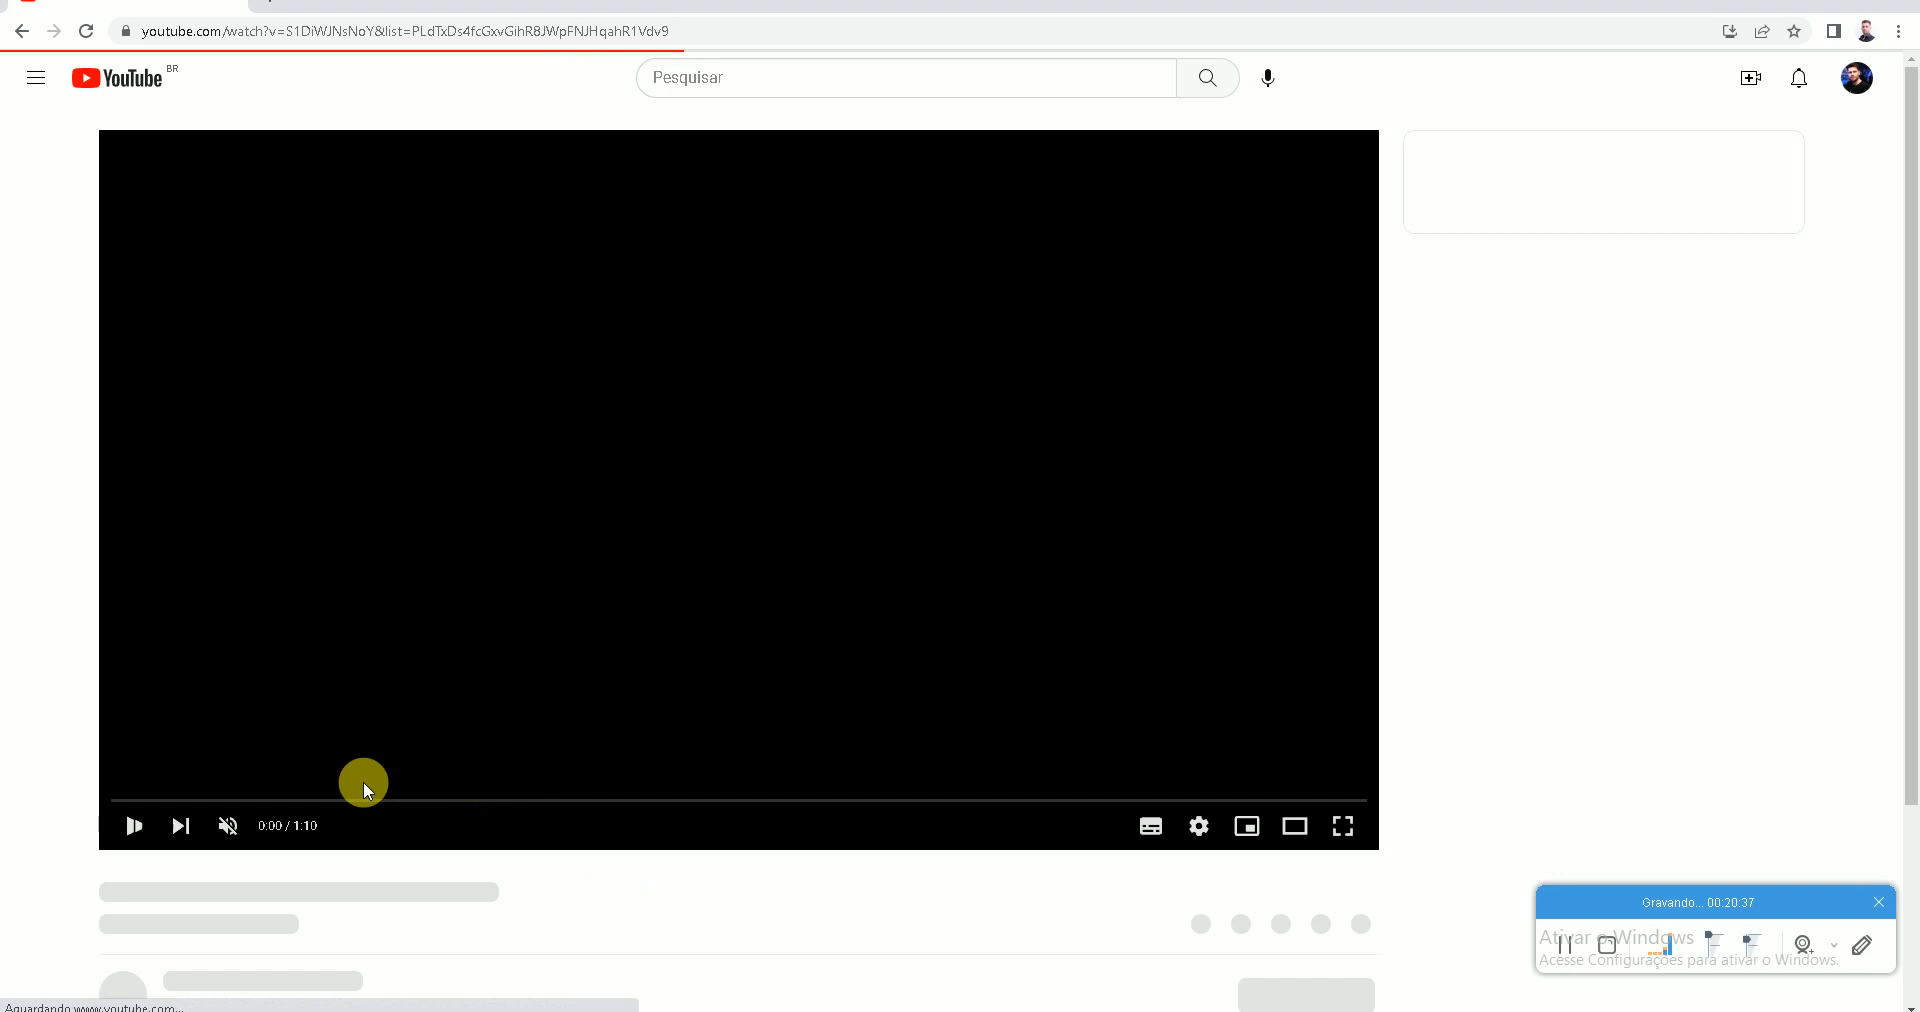 youtube.com/watch?v=S1DiWJNsNoY&list=PLdTxDs4fcGxvGihR8JWpFNJHqahR1Vdv9
YouTube BR
Pesquisar
0:00 / 1:10
Gravando... 00:20:37
Ativar o Windows
Acesse Configurações para ativar o Windows.
Aguardando www.youtube.com...